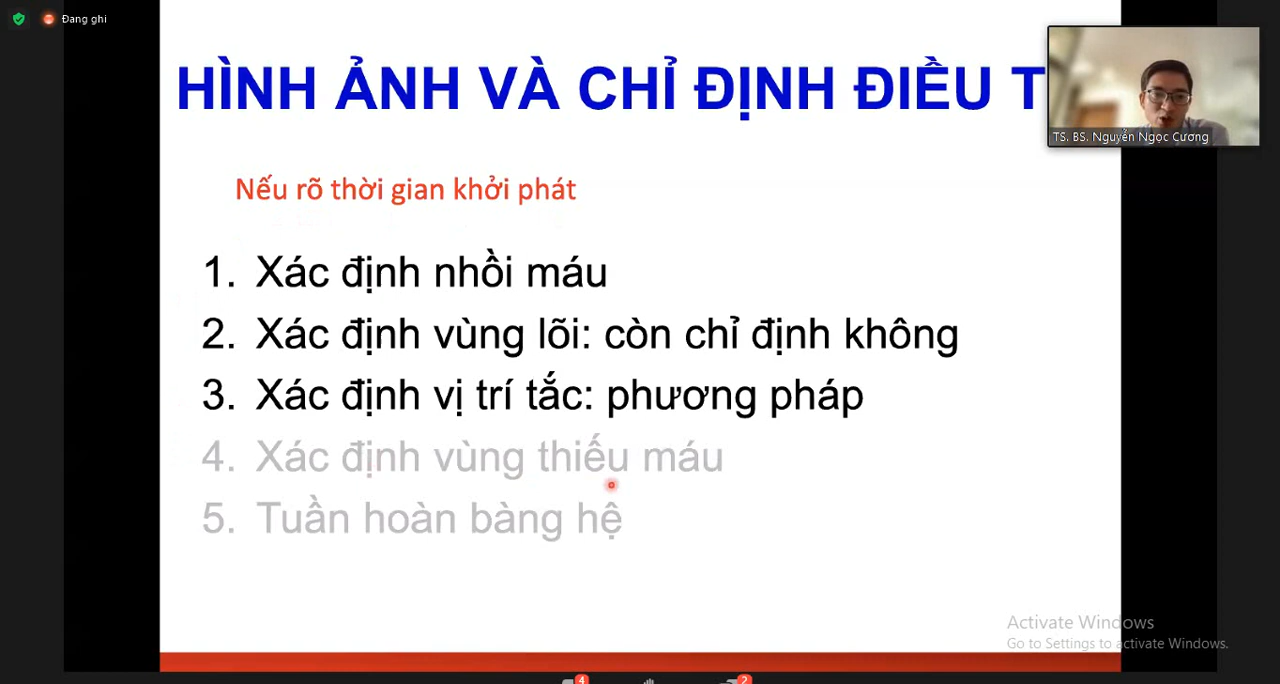 Đang ghi
HÌNH ẢNH VÀ CHỈ ĐỊNH ĐIỀU T
TS. BS. Nguyễn Ngọc Cương
Nếu rõ thời gian khởi phát
1. Xác định nhồi máu
2. Xác định vùng lõi: còn chỉ định không
3. Xác định vị trí tắc: phương pháp
4. Xác định vùng thiếu máu
5. Tuần hoàn bàng hệ
Activate Windows
Go to Settings to activate Windows.
4
2